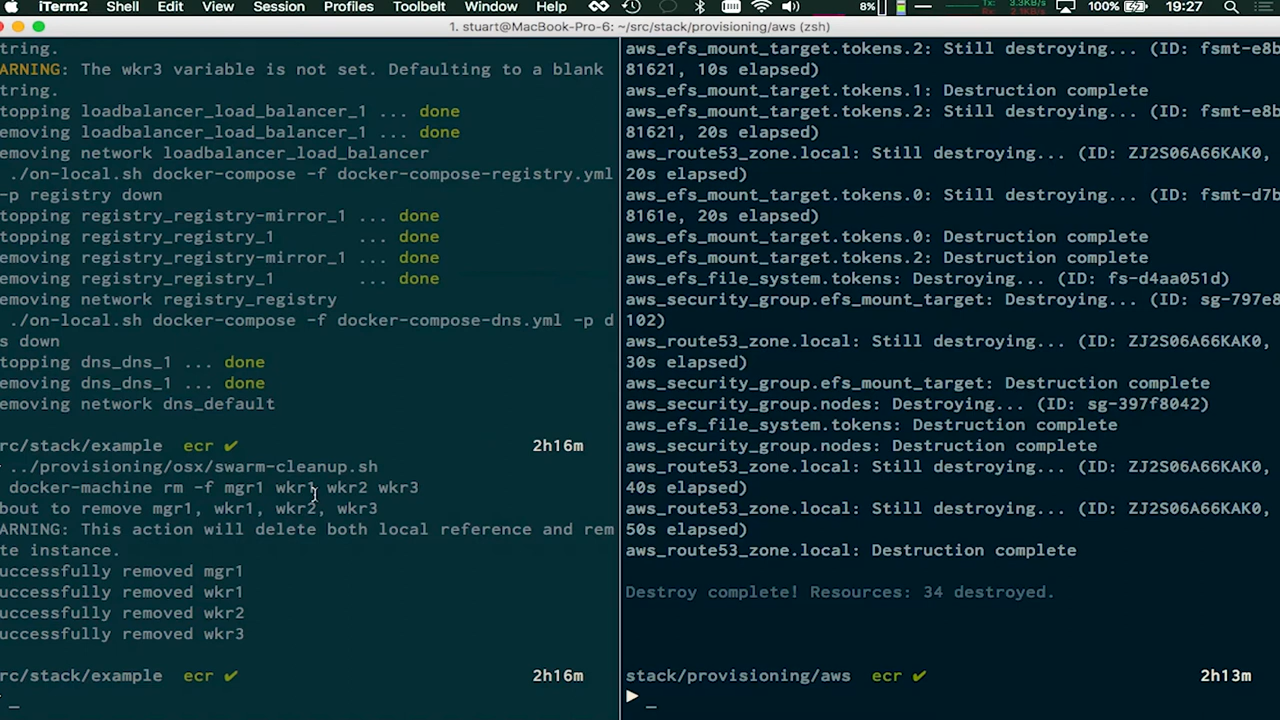 iTerm2 Shell Edit View Session Profiles Toolbelt Window Help 8% 1x: 3.3KB/s 100% 19:27
1. stuart@MacBook-Pro-6: ~/src/stack/provisioning/aws (zsh)
tring.
ARNING: The wkr3 variable is not set. Defaulting to a blank
tring.
topping loadbalancer_load_balancer_1 ... done
emoving loadbalancer_load_balancer_1 ... done
emoving network loadbalancer_load_balancer
./on-local.sh docker-compose -f docker-compose-registry.yml
-p registry down
topping registry_registry-mirror_1 ... done
topping registry_registry_1 ... done
emoving registry_registry-mirror_1 ... done
emoving registry_registry_1 ... done
emoving network registry_registry
./on-local.sh docker-compose -f docker-compose-dns.yml -p d
s down
topping dns_dns_1 ... done
emoving dns_dns_1 ... done
emoving network dns_default
rc/stack/example ecr ✔ 2h16m
../provisioning/osx/swarm-cleanup.sh
docker-machine rm -f mgr1 wkr1 wkr2 wkr3
bout to remove mgr1, wkr1, wkr2, wkr3
ARNING: This action will delete both local reference and rem
te instance.
uccessfully removed mgr1
uccessfully removed wkr1
uccessfully removed wkr2
uccessfully removed wkr3
rc/stack/example ecr ✔ 2h16m
_
aws_efs_mount_target.tokens.2: Still destroying... (ID: fsmt-e8b
81621, 10s elapsed)
aws_efs_mount_target.tokens.1: Destruction complete
aws_efs_mount_target.tokens.2: Still destroying... (ID: fsmt-e8b
81621, 20s elapsed)
aws_route53_zone.local: Still destroying... (ID: ZJ2S06A66KAK0,
20s elapsed)
aws_efs_mount_target.tokens.0: Still destroying... (ID: fsmt-d7b
8161e, 20s elapsed)
aws_efs_mount_target.tokens.0: Destruction complete
aws_efs_mount_target.tokens.2: Destruction complete
aws_efs_file_system.tokens: Destroying... (ID: fs-d4aa051d)
aws_security_group.efs_mount_target: Destroying... (ID: sg-797e8
102)
aws_route53_zone.local: Still destroying... (ID: ZJ2S06A66KAK0,
30s elapsed)
aws_security_group.efs_mount_target: Destruction complete
aws_security_group.nodes: Destroying... (ID: sg-397f8042)
aws_efs_file_system.tokens: Destruction complete
aws_security_group.nodes: Destruction complete
aws_route53_zone.local: Still destroying... (ID: ZJ2S06A66KAK0,
40s elapsed)
aws_route53_zone.local: Still destroying... (ID: ZJ2S06A66KAK0,
50s elapsed)
aws_route53_zone.local: Destruction complete
Destroy complete! Resources: 34 destroyed.
stack/provisioning/aws ecr ✔ 2h13m
▶ _